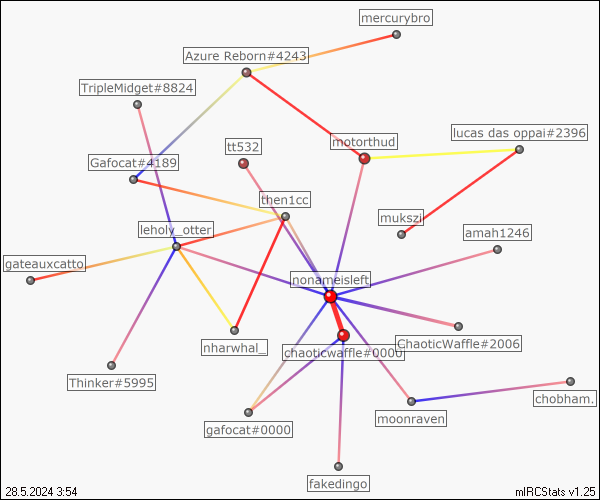 mercurybro
Azure Reborn#4243
TripleMidget#8824
lucas das oppai#2396
motorthud
tt532
Gafocat#4189
then1cc
mukszi
leholy_otter
amah1246
gateauxcatto
nonameisleft
ChaoticWaffle#2006
nharwhal_
chaoticwaffle#0000
Thinker#5995
chobham.
moonraven
gafocat#0000
fakedingo
28.5.2024 3:54
mIRCStats v1.25